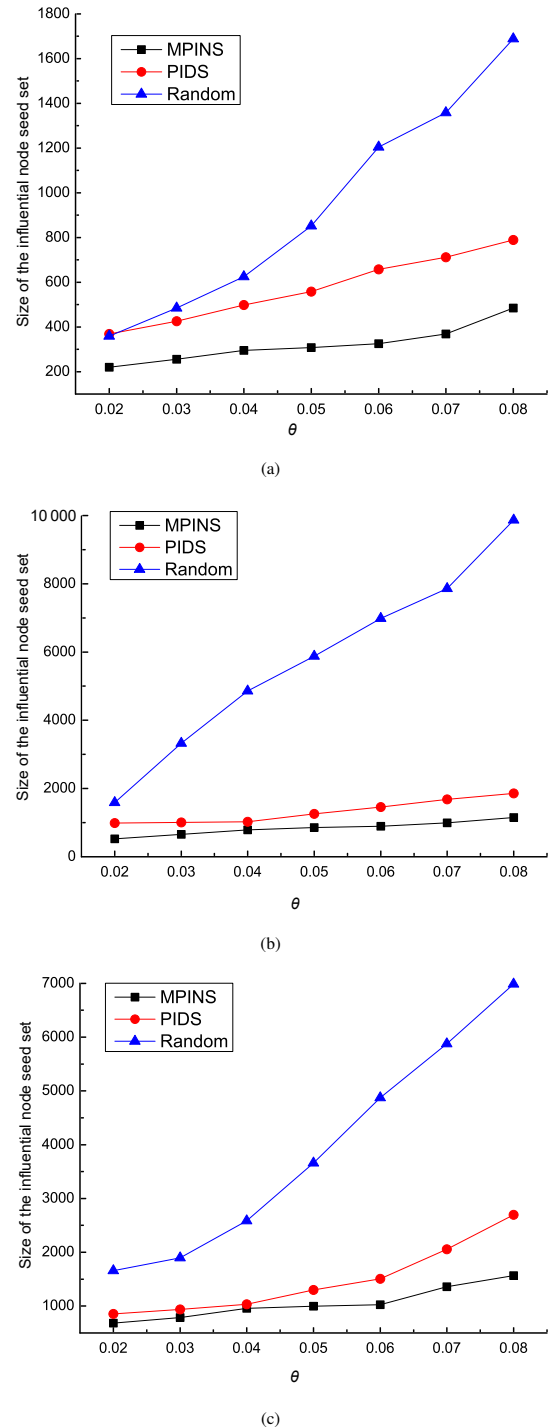 1800
1600
1400
1200
1000
800
600
400
200
Size of the influential node seed set
MPINS
PIDS
Random
0.02 0.03 0.04 0.05 0.06 0.07 0.08
θ
(a)
10 000
8000
6000
4000
2000
0
Size of the influential node seed set
MPINS
PIDS
Random
0.02 0.03 0.04 0.05 0.06 0.07 0.08
θ
(b)
7000
6000
5000
4000
3000
2000
1000
Size of the influential node seed set
MPINS
PIDS
Random
0.02 0.03 0.04 0.05 0.06 0.07 0.08
θ
(c)